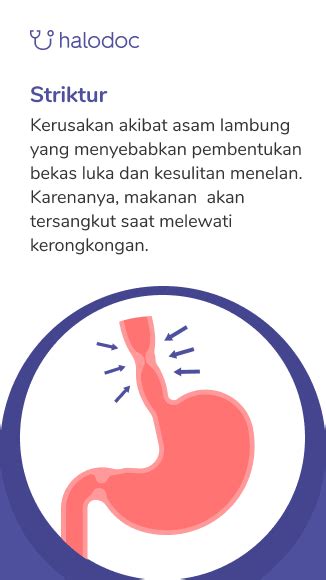 halodoc
Striktur
Kerusakan akibat asam lambung
yang menyebabkan pembentukan
bekas luka dan kesulitan menelan.
Karenanya, makanan  akan
tersangkut saat melewati
kerongkongan.